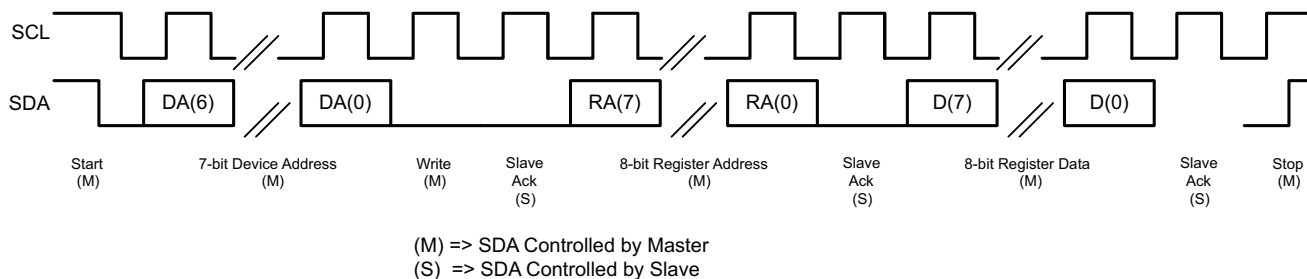 SCL
SDA DA(6) DA(0) RA(7) RA(0) D(7) D(0)
Start 7-bit Device Address Write Slave 8-bit Register Address Slave 8-bit Register Data Slave Stop
(M) (M) (M) Ack (M) Ack (M) Ack (M)
(S) (S) (S)
(M) => SDA Controlled by Master
(S) => SDA Controlled by Slave